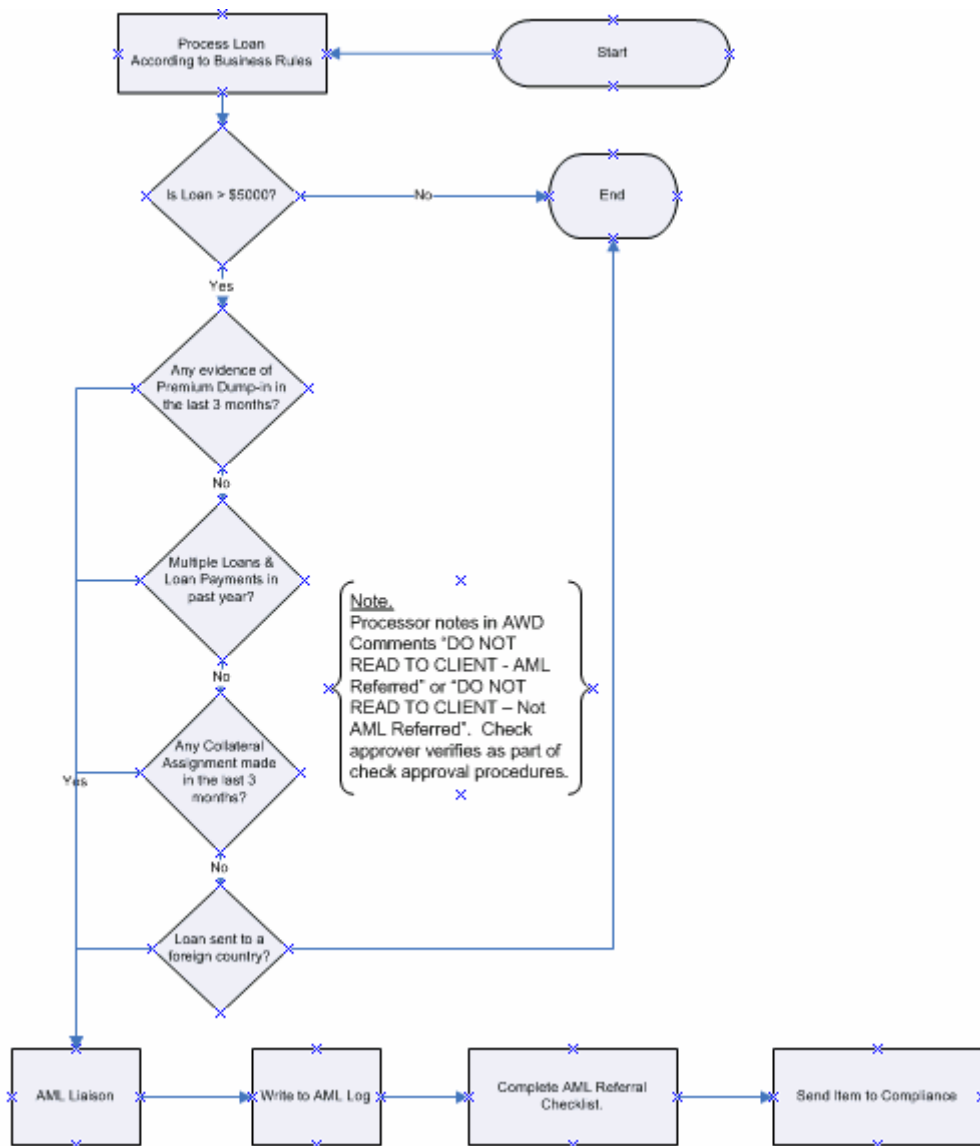 Process Loan
According to Business Rules
Start
Is Loan > $5000?
No
End
Yes
Any evidence of
Premium Dump-in in
the last 3 months?
No
Multiple Loans &
Loan Payments in
past year?
No
Note.
Processor notes in AWD
Comments “DO NOT
READ TO CLIENT - AML
Referred” or “DO NOT
READ TO CLIENT – Not
AML Referred”.  Check
approver verifies as part of
check approval procedures.
Any Collateral
Assignment made
in the last 3
months?
Yes
No
Loan sent to a
foreign country?
AML Liaison
Write to AML Log
Complete AML Referral
Checklist.
Send Item to Compliance